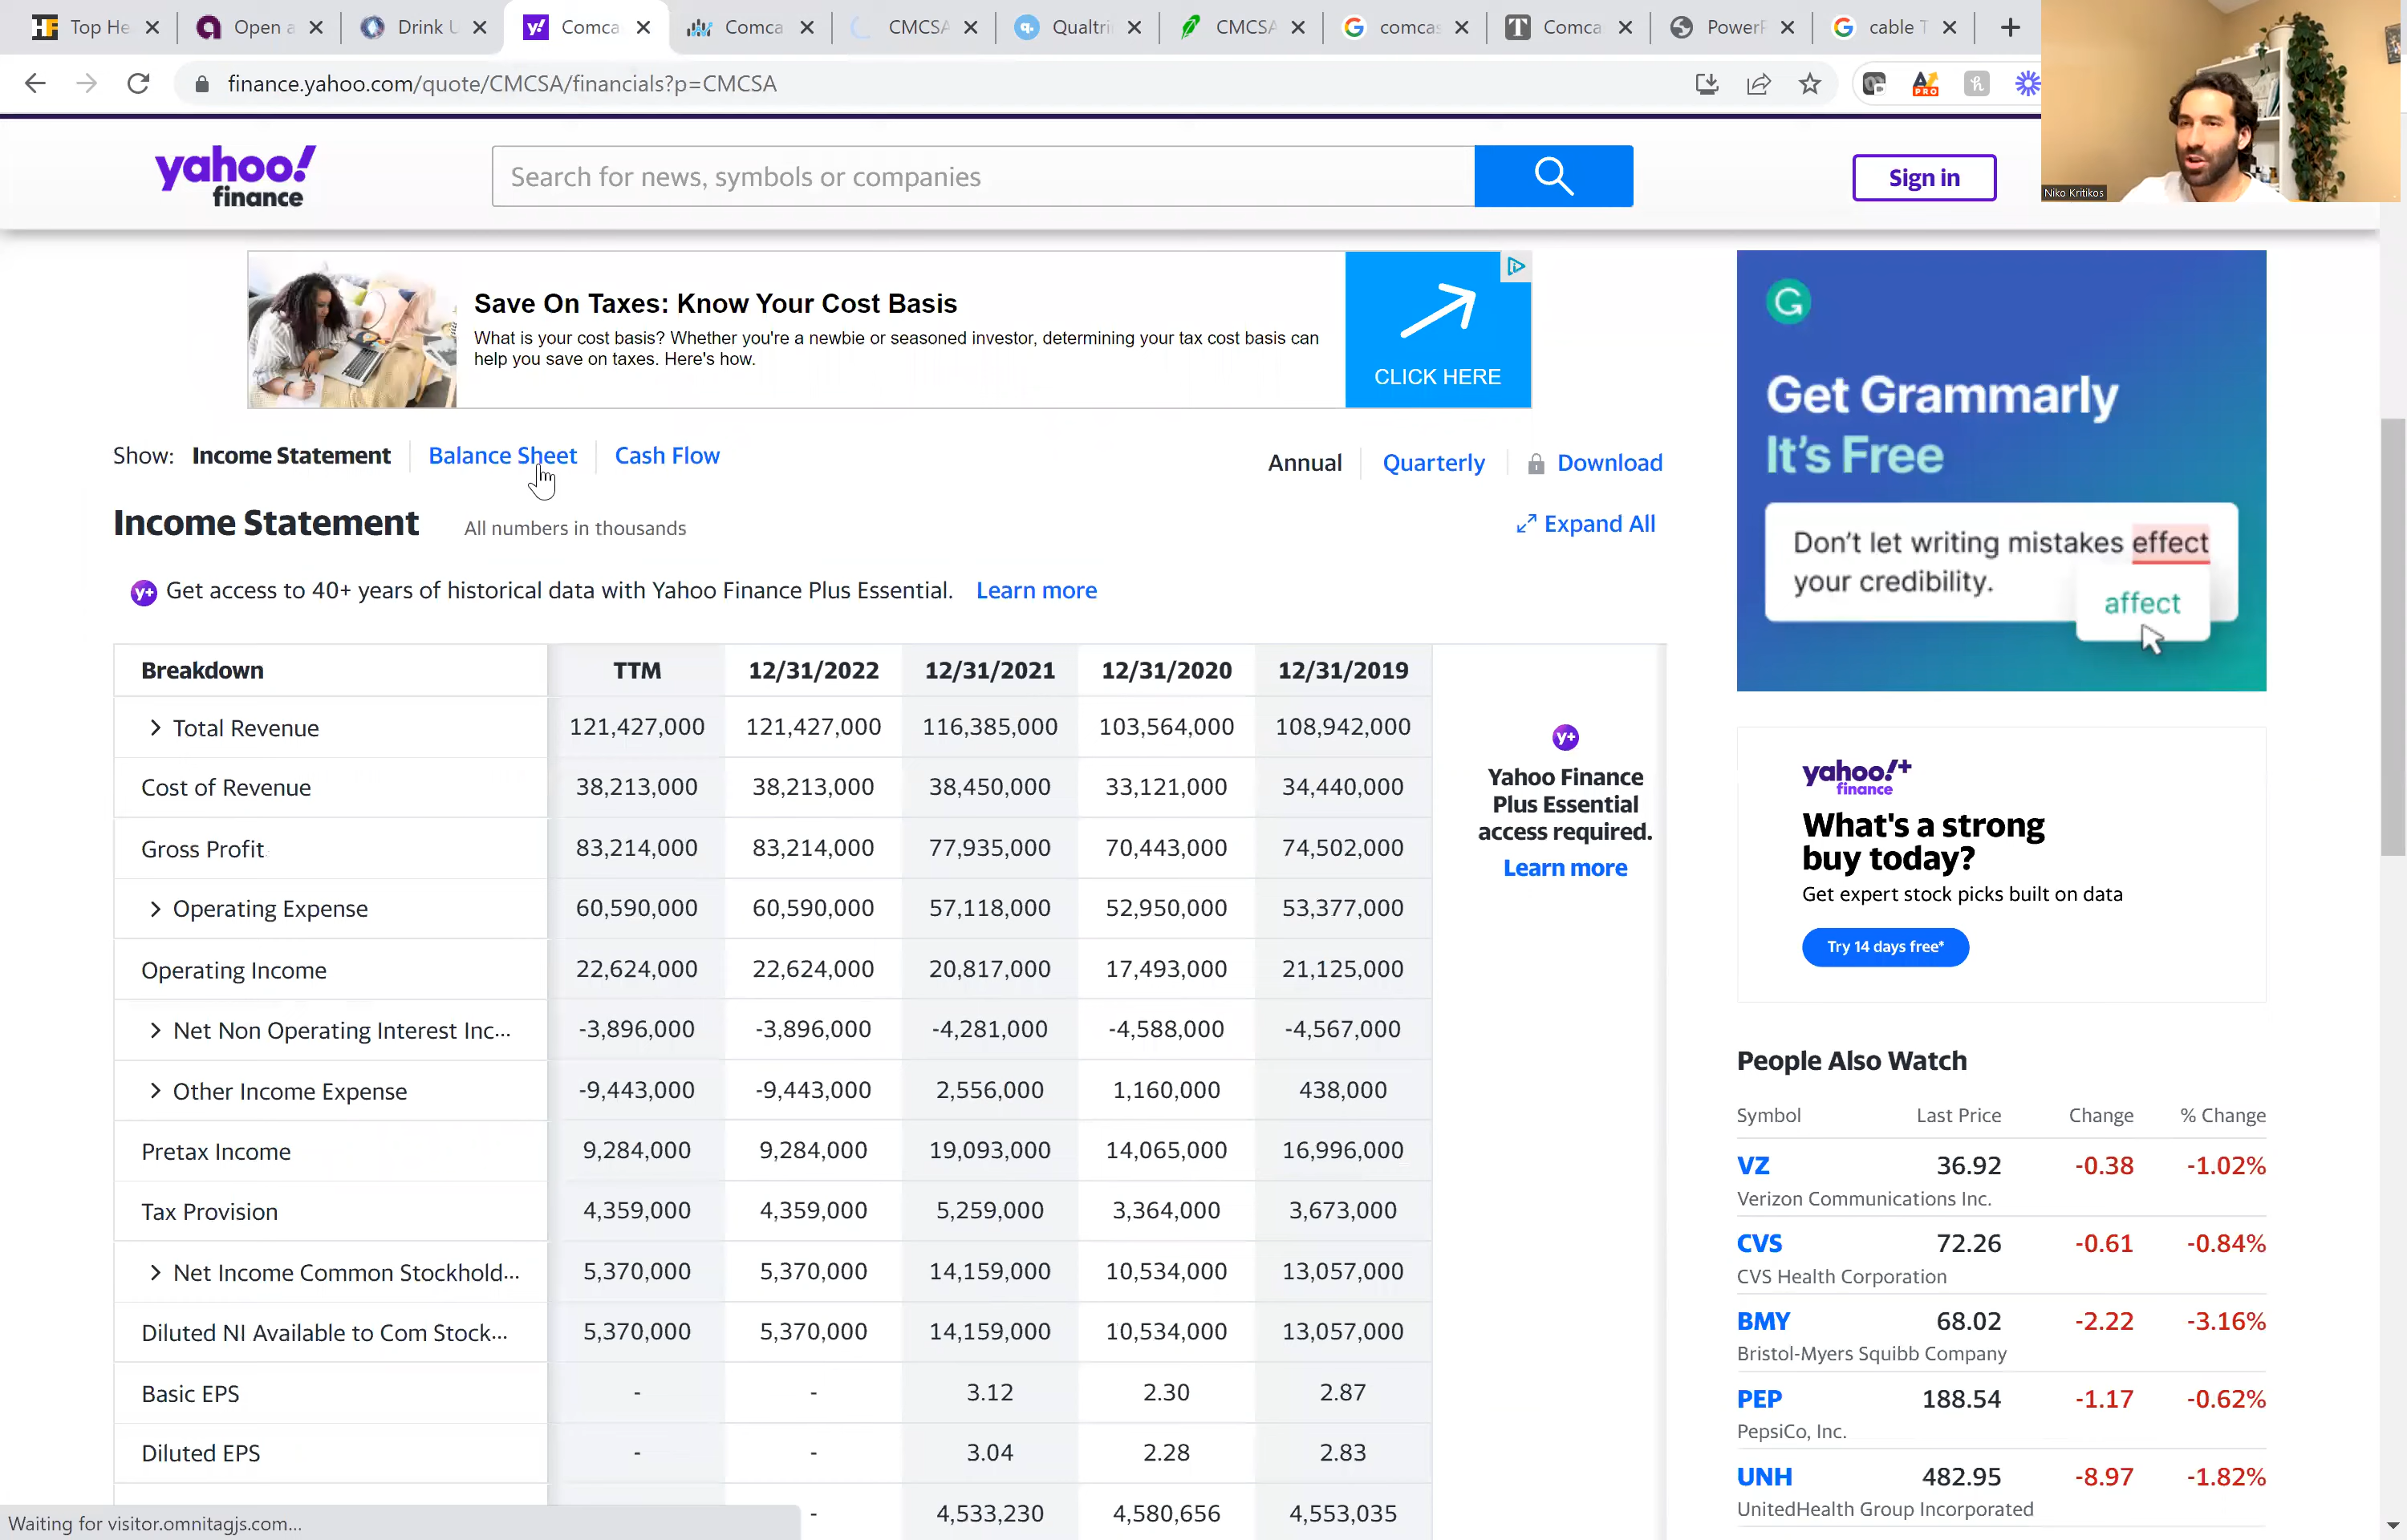 Top He
Open a
Drink U
Comca
Comca
CMCSA
Qualtri
CMCSA
comcas
Comca
PowerP
cable T
finance.yahoo.com/quote/CMCSA/financials?p=CMCSA
PRO
yahoo!
finance
Search for news, symbols or companies
Sign in
Niko Kritikos
Save On Taxes: Know Your Cost Basis
What is your cost basis? Whether you're a newbie or seasoned investor, determining your tax cost basis can
help you save on taxes. Here's how.
CLICK HERE
Get Grammarly
It's Free
Don't let writing mistakes effect
your credibility.
affect
Show: Income Statement Balance Sheet Cash Flow
Annual Quarterly Download
Income Statement All numbers in thousands
Expand All
y+ Get access to 40+ years of historical data with Yahoo Finance Plus Essential. Learn more
Breakdown TTM 12/31/2022 12/31/2021 12/31/2020 12/31/2019
Total Revenue 121,427,000 121,427,000 116,385,000 103,564,000 108,942,000
Cost of Revenue 38,213,000 38,213,000 38,450,000 33,121,000 34,440,000
Gross Profit 83,214,000 83,214,000 77,935,000 70,443,000 74,502,000
Operating Expense 60,590,000 60,590,000 57,118,000 52,950,000 53,377,000
Operating Income 22,624,000 22,624,000 20,817,000 17,493,000 21,125,000
Net Non Operating Interest Inc... -3,896,000 -3,896,000 -4,281,000 -4,588,000 -4,567,000
Other Income Expense -9,443,000 -9,443,000 2,556,000 1,160,000 438,000
Pretax Income 9,284,000 9,284,000 19,093,000 14,065,000 16,996,000
Tax Provision 4,359,000 4,359,000 5,259,000 3,364,000 3,673,000
Net Income Common Stockhold... 5,370,000 5,370,000 14,159,000 10,534,000 13,057,000
Diluted NI Available to Com Stock... 5,370,000 5,370,000 14,159,000 10,534,000 13,057,000
Basic EPS - - 3.12 2.30 2.87
Diluted EPS - - 3.04 2.28 2.83
- 4,533,230 4,580,656 4,553,035
y+
Yahoo Finance
Plus Essential
access required.
Learn more
yahoo!+
finance
What's a strong
buy today?
Get expert stock picks built on data
Try 14 days free*
People Also Watch
Symbol Last Price Change % Change
VZ 36.92 -0.38 -1.02%
Verizon Communications Inc.
CVS 72.26 -0.61 -0.84%
CVS Health Corporation
BMY 68.02 -2.22 -3.16%
Bristol-Myers Squibb Company
PEP 188.54 -1.17 -0.62%
PepsiCo, Inc.
UNH 482.95 -8.97 -1.82%
UnitedHealth Group Incorporated
Waiting for visitor.omnitagjs.com...